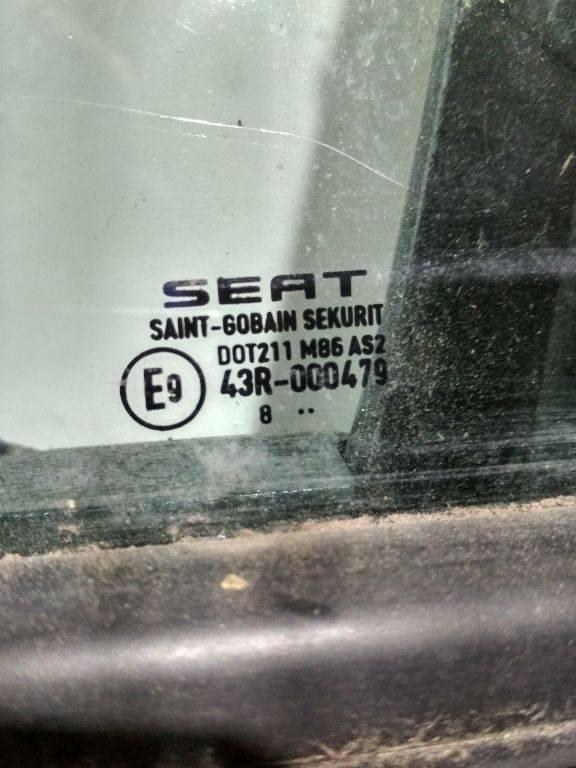 SEAT
SAINT-GOBAIN SEKURIT
DOT211 M86 AS2
E9 43R-000479
8 ..